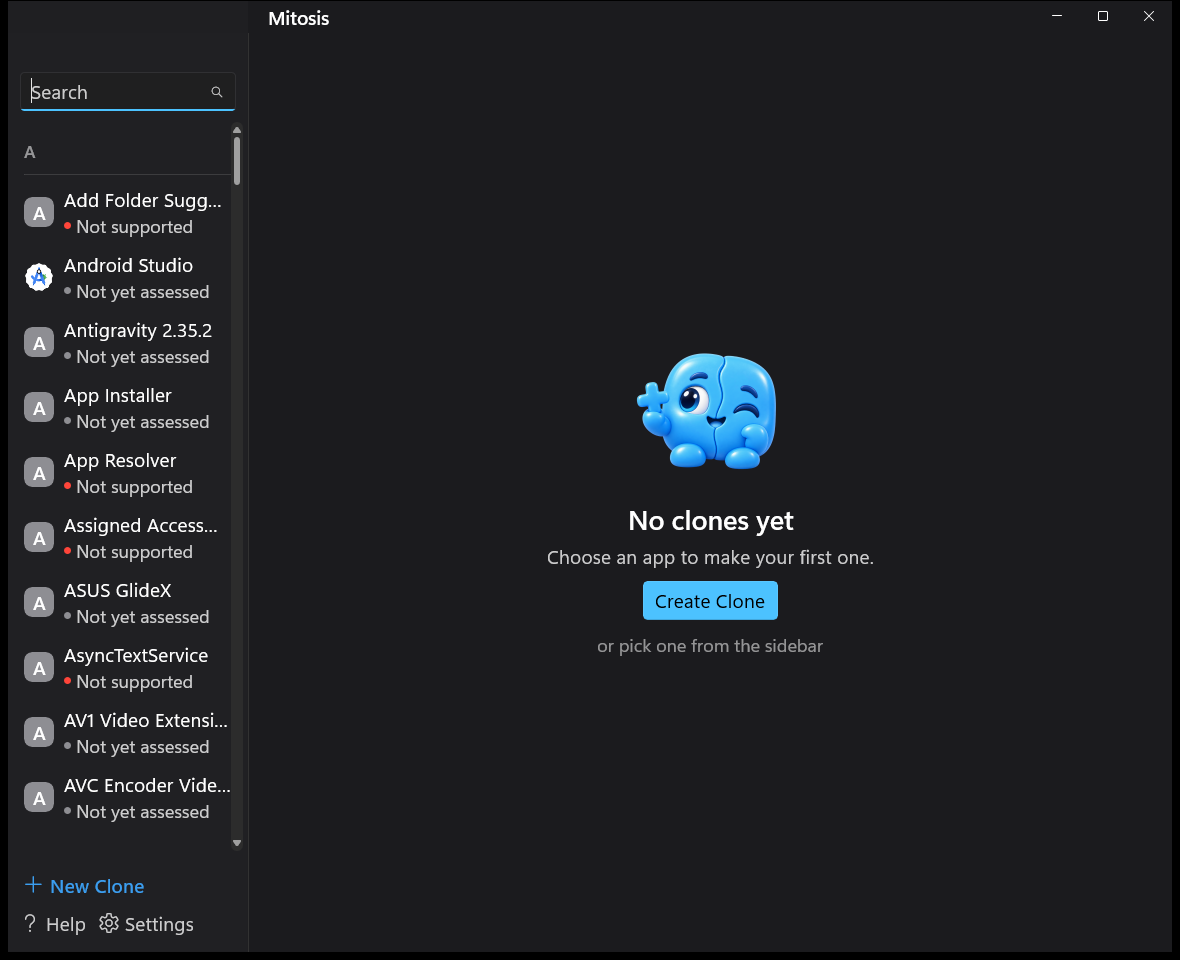 Mitosis
Search
A
A
Add Folder Sugg...
Not supported
Android Studio
Not yet assessed
A
Antigravity 2.35.2
Not yet assessed
A
App Installer
Not yet assessed
A
App Resolver
Not supported
A
Assigned Access...
Not supported
A
ASUS GlideX
Not yet assessed
A
AsyncTextService
Not supported
A
AV1 Video Extensi...
Not yet assessed
A
AVC Encoder Vide...
Not yet assessed
+ New Clone
? Help Settings
No clones yet
Choose an app to make your first one.
Create Clone
or pick one from the sidebar